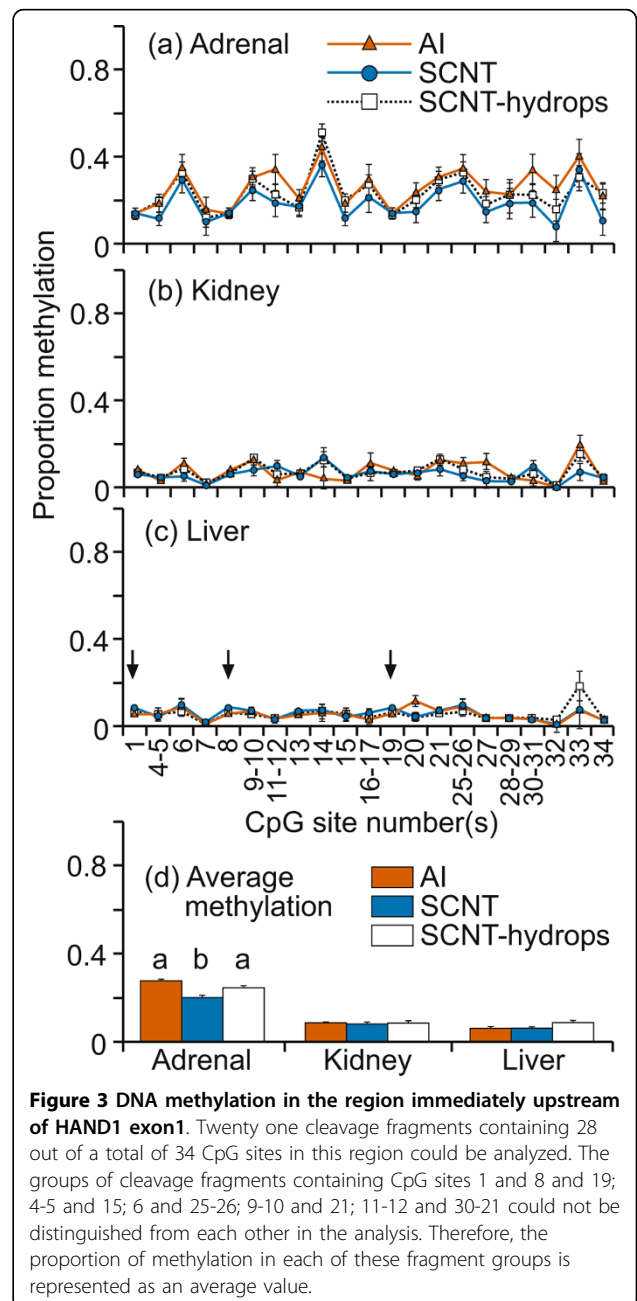 (a) Adrenal
AI
SCNT
SCNT-hydrops
0.8
0.4
0
(b) Kidney
0.8
0.4
0
Proportion methylation
(c) Liver
0.8
0.4
0
1
4-5
6
7
8
9-10
11-12
13
14
15
16-17
19
20
21
25-26
27
28-29
30-31
32
33
34
CpG site number(s)
(d) Average
methylation
AI
SCNT
SCNT-hydrops
0.8
0.4
0
a b a
Adrenal Kidney Liver
Figure 3 DNA methylation in the region immediately upstream
of HAND1 exon1. Twenty one cleavage fragments containing 28
out of a total of 34 CpG sites in this region could be analyzed. The
groups of cleavage fragments containing CpG sites 1 and 8 and 19;
4-5 and 15; 6 and 25-26; 9-10 and 21; 11-12 and 30-21 could not be
distinguished from each other in the analysis. Therefore, the
proportion of methylation in each of these fragment groups is
represented as an average value.